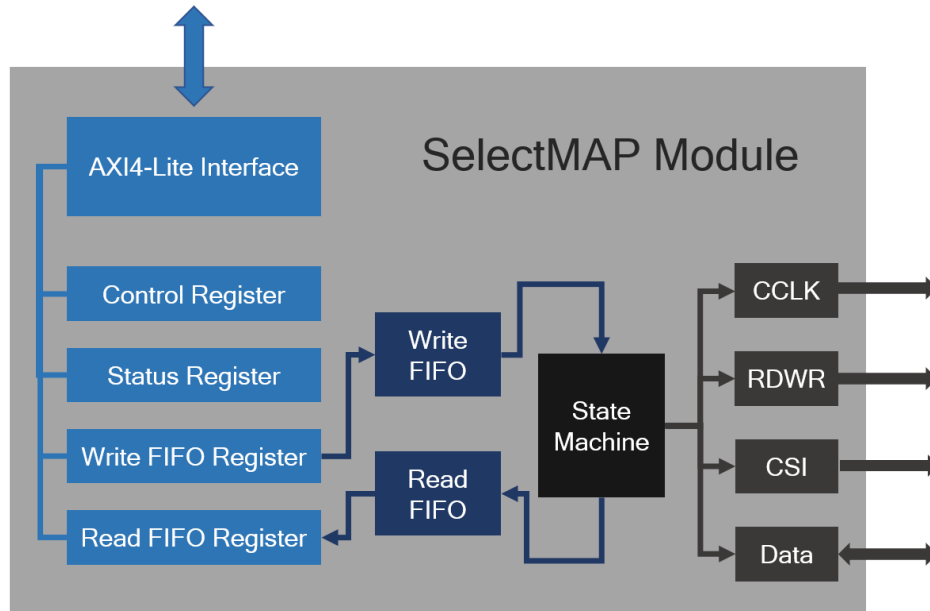 SelectMAP Module
AXI4-Lite Interface
Control Register
Status Register
Write FIFO Register
Read FIFO Register
Write
FIFO
Read
FIFO
State
Machine
CCLK
RDWR
CSI
Data